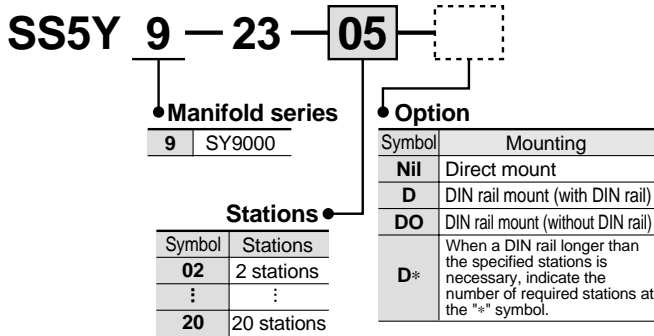 SS5Y 9 — 23 — 05 —
Manifold series
9 SY9000
Stations
Symbol Stations
02 2 stations
⋮ ⋮
20 20 stations
Option
Symbol Mounting
Nil Direct mount
D DIN rail mount (with DIN rail)
DO DIN rail mount (without DIN rail)
D* When a DIN rail longer than
the specified stations is
necessary, indicate the
number of required stations at
the "*" symbol.